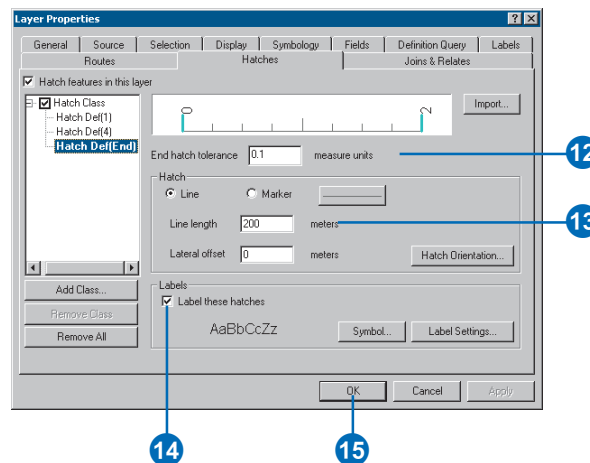 Layer Properties
General Source Selection Display Symbology Fields Definition Query Labels
Routes Hatches Joins & Relates
Hatch features in this layer
Hatch Class
Hatch Def(1)
Hatch Def(4)
Hatch Def(End)
0 2
Import...
End hatch tolerance 0.1 measure units
12
Hatch
Line Marker
Line length 200 meters
13
Lateral offset 0 meters
Hatch Orientation...
Add Class...
Remove Class
Remove All
Labels
Label these hatches
AaBbCcZz
Symbol...
Label Settings...
OK Cancel Apply
14 15